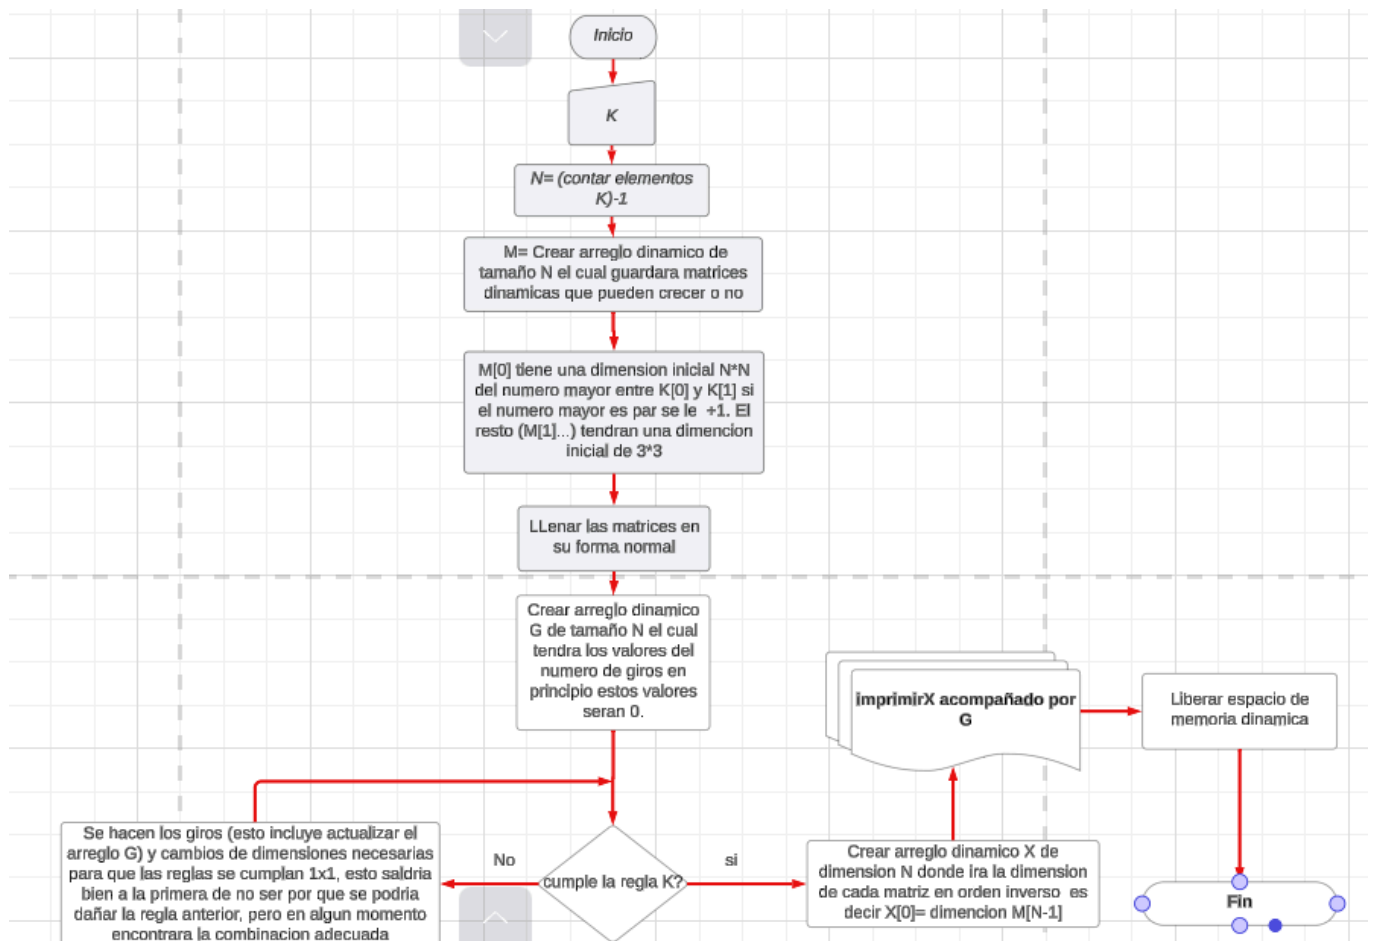 Inicio
K
N= (contar elementos
K)-1
M= Crear arreglo dinamico de
tamaño N el cual guardara matrices
dinamicas que pueden crecer o no
M[0] tiene una dimension inicial N*N
del numero mayor entre K[0] y K[1] si
el numero mayor es par se le +1. El
resto (M[1]...) tendran una dimencion
inicial de 3*3
LLenar las matrices en
su forma normal
Crear arreglo dinamico
G de tamaño N el cual
tendra los valores del
numero de giros en
principio estos valores
seran 0.
cumple la regla K?
No
Se hacen los giros (esto incluye actualizar el
arreglo G) y cambios de dimensiones necesarias
para que las reglas se cumplan 1x1, esto saldria
bien a la primera de no ser por que se podria
dañar la regla anterior, pero en algun momento
encontrara la combinacion adecuada
si
Crear arreglo dinamico X de
dimension N donde ira la dimension
de cada matriz en orden inverso es
decir X[0]= dimencion M[N-1]
imprimirX acompañado por
G
Liberar espacio de
memoria dinamica
Fin